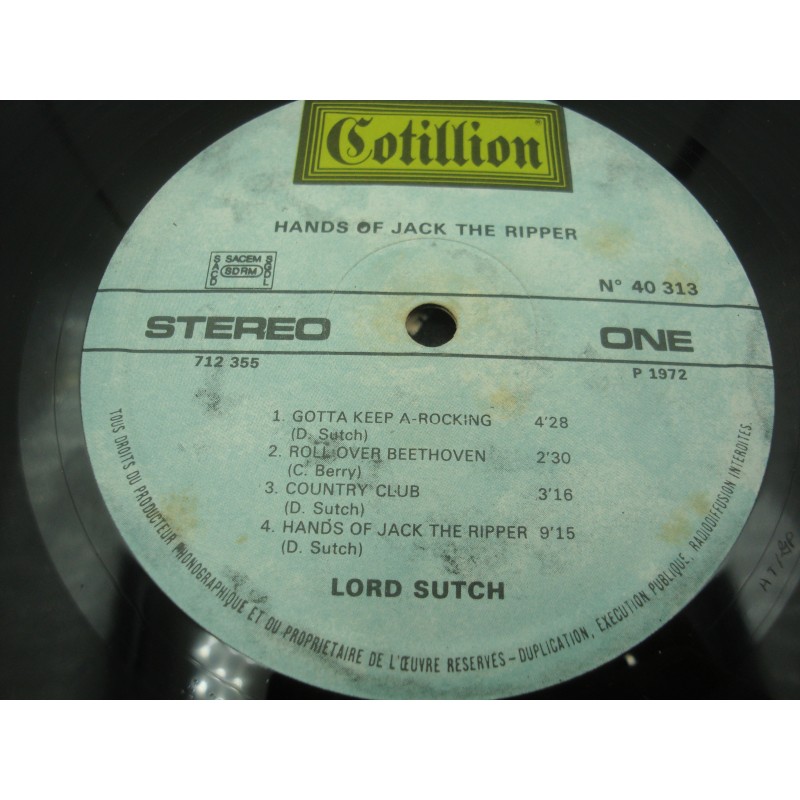 Cotillion
®
HANDS OF JACK THE RIPPER
SACD SACEM SGDL
SDRM
N° 40 313
STEREO
ONE
712 355
P 1972
1. GOTTA KEEP A-ROCKING 4'28
(D. Sutch)
2. ROLL OVER BEETHOVEN 2'30
(C. Berry)
3. COUNTRY CLUB 3'16
(D. Sutch)
4. HANDS OF JACK THE RIPPER 9'15
(D. Sutch)
LORD SUTCH
TOUS DROITS DU PRODUCTEUR PHONOGRAPHIQUE ET DU PROPRIETAIRE DE L'ŒUVRE RESERVÉS - DUPLICATION, EXECUTION PUBLIQUE, RADIODIFFUSION INTERDITES.